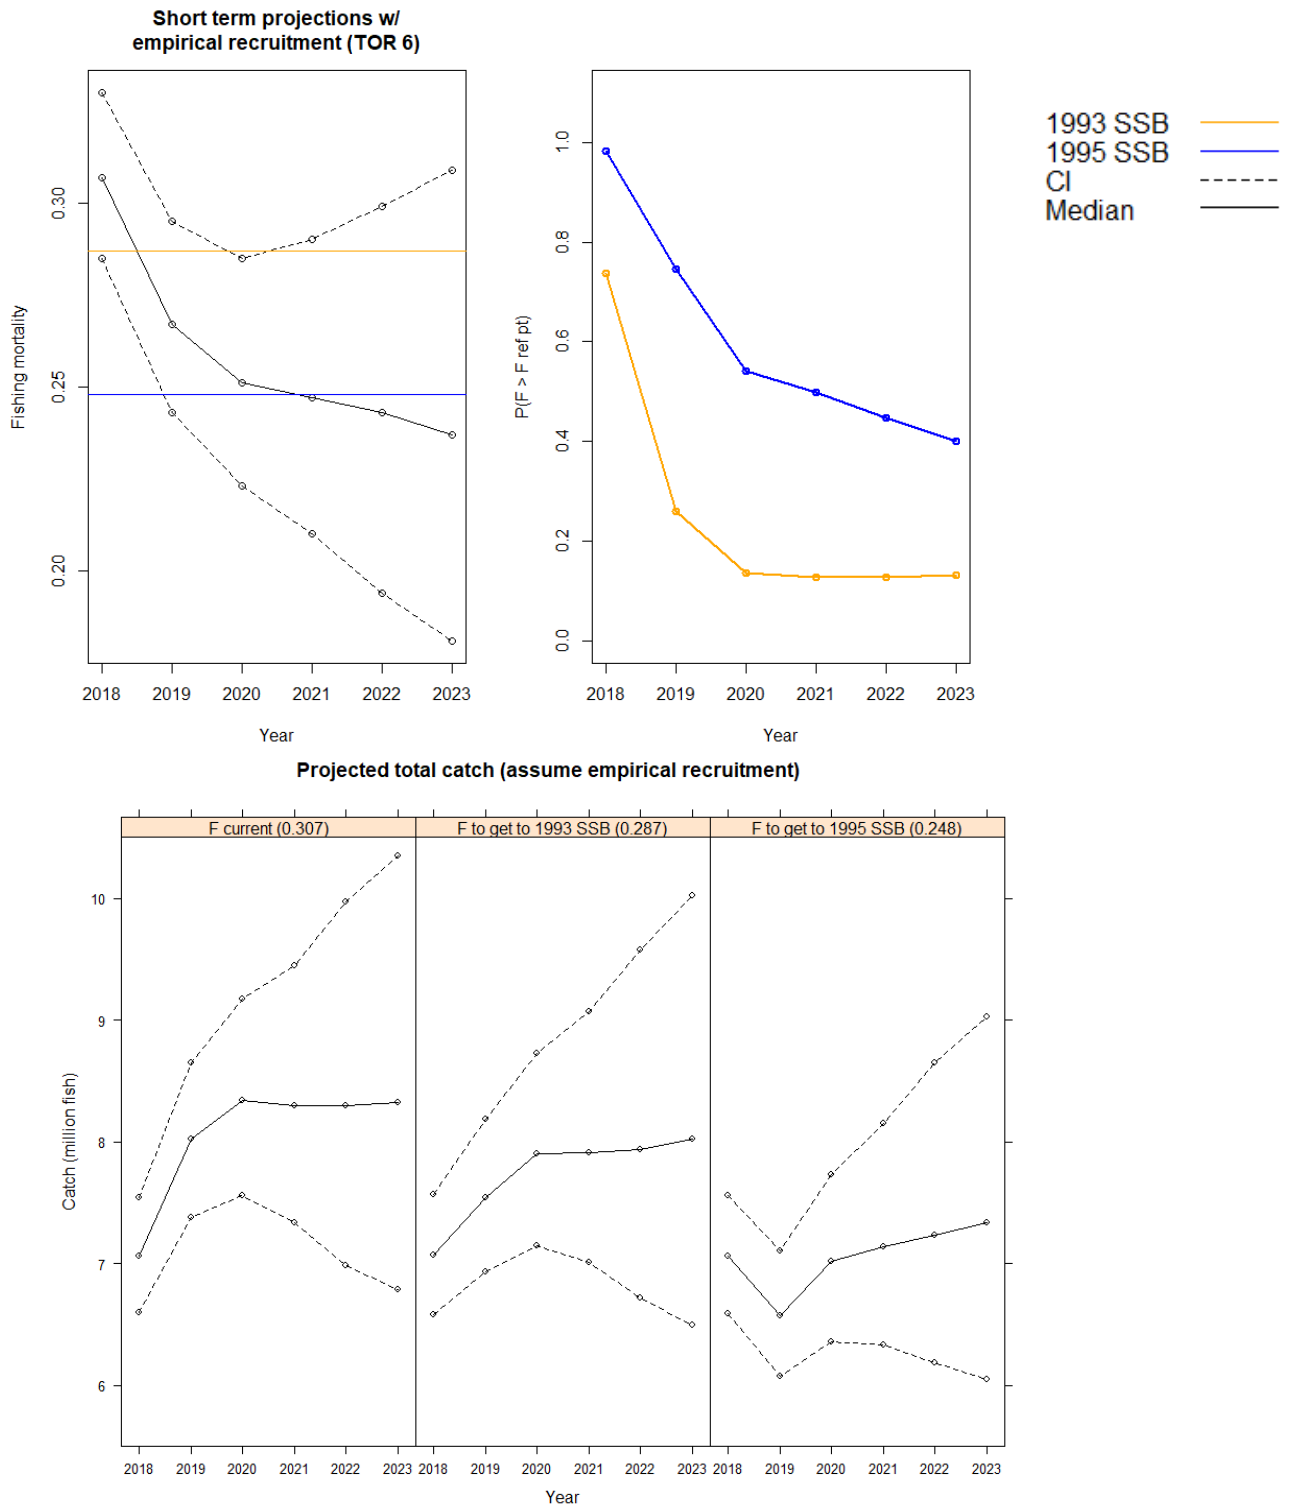 Short term projections w/
empirical recruitment (TOR 6)
Fishing mortality
0.30
0.25
0.20
2018 2019 2020 2021 2022 2023
Year
P(F > F ref pt)
1.0
0.8
0.6
0.4
0.2
0.0
2018 2019 2020 2021 2022 2023
Year
1993 SSB
1995 SSB
CI
Median
Projected total catch (assume empirical recruitment)
F current (0.307)
F to get to 1993 SSB (0.287)
F to get to 1995 SSB (0.248)
Catch (million fish)
10
9
8
7
6
2018 2019 2020 2021 2022 2023
2018 2019 2020 2021 2022 2023
2018 2019 2020 2021 2022 2023
Year